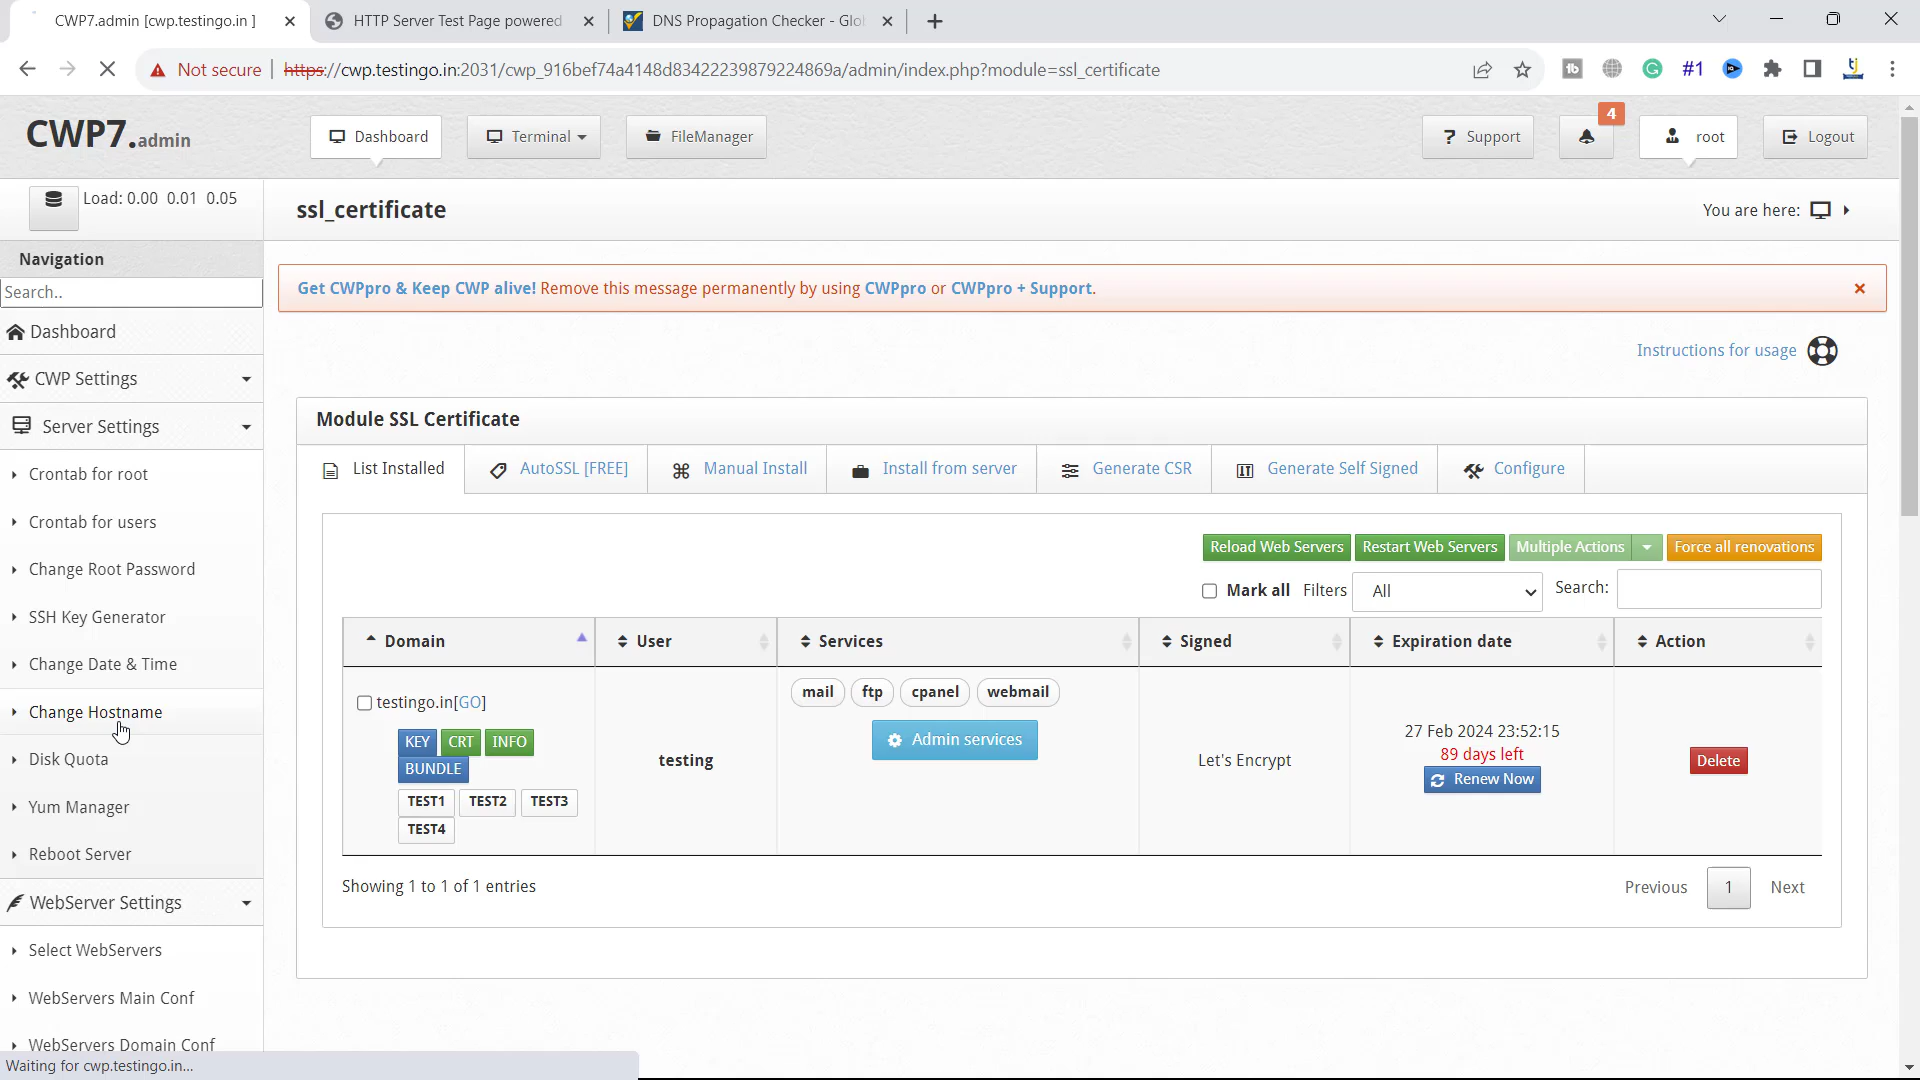 CWP7.admin [cwp.testingo.in ]
HTTP Server Test Page powered
DNS Propagation Checker - Glo
Not secure
https://cwp.testingo.in:2031/cwp_916bef74a4148d83422239879224869a/admin/index.php?module=ssl_certificate
#1
CWP7.admin
Dashboard
Terminal
FileManager
? Support
4
root
Logout
Load: 0.00 0.01 0.05
ssl_certificate
You are here:
Navigation
Search..
Dashboard
CWP Settings
Server Settings
Crontab for root
Crontab for users
Change Root Password
SSH Key Generator
Change Date & Time
Change Hostname
Disk Quota
Yum Manager
Reboot Server
WebServer Settings
Select WebServers
WebServers Main Conf
WebServers Domain Conf
Waiting for cwp.testingo.in...
Get CWPpro & Keep CWP alive! Remove this message permanently by using CWPpro or CWPpro + Support.
Instructions for usage
Module SSL Certificate
List Installed
AutoSSL [FREE]
Manual Install
Install from server
Generate CSR
Generate Self Signed
Configure
Reload Web Servers
Restart Web Servers
Multiple Actions
Force all renovations
Mark all
Filters
All
Search:
Domain
User
Services
Signed
Expiration date
Action
testingo.in[GO]
KEY CRT INFO
BUNDLE
TEST1 TEST2 TEST3
TEST4
testing
mail ftp cpanel webmail
Admin services
Let's Encrypt
27 Feb 2024 23:52:15
89 days left
Renew Now
Delete
Showing 1 to 1 of 1 entries
Previous
1
Next